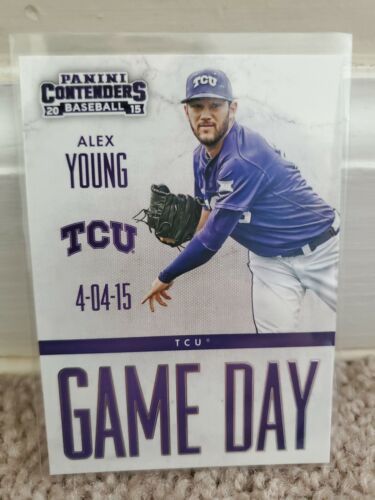 PANINI
CONTENDERS
20 BASEBALL 15
ALEX
YOUNG
TCU
TCU
4-04-15
TCU®
GAME DAY